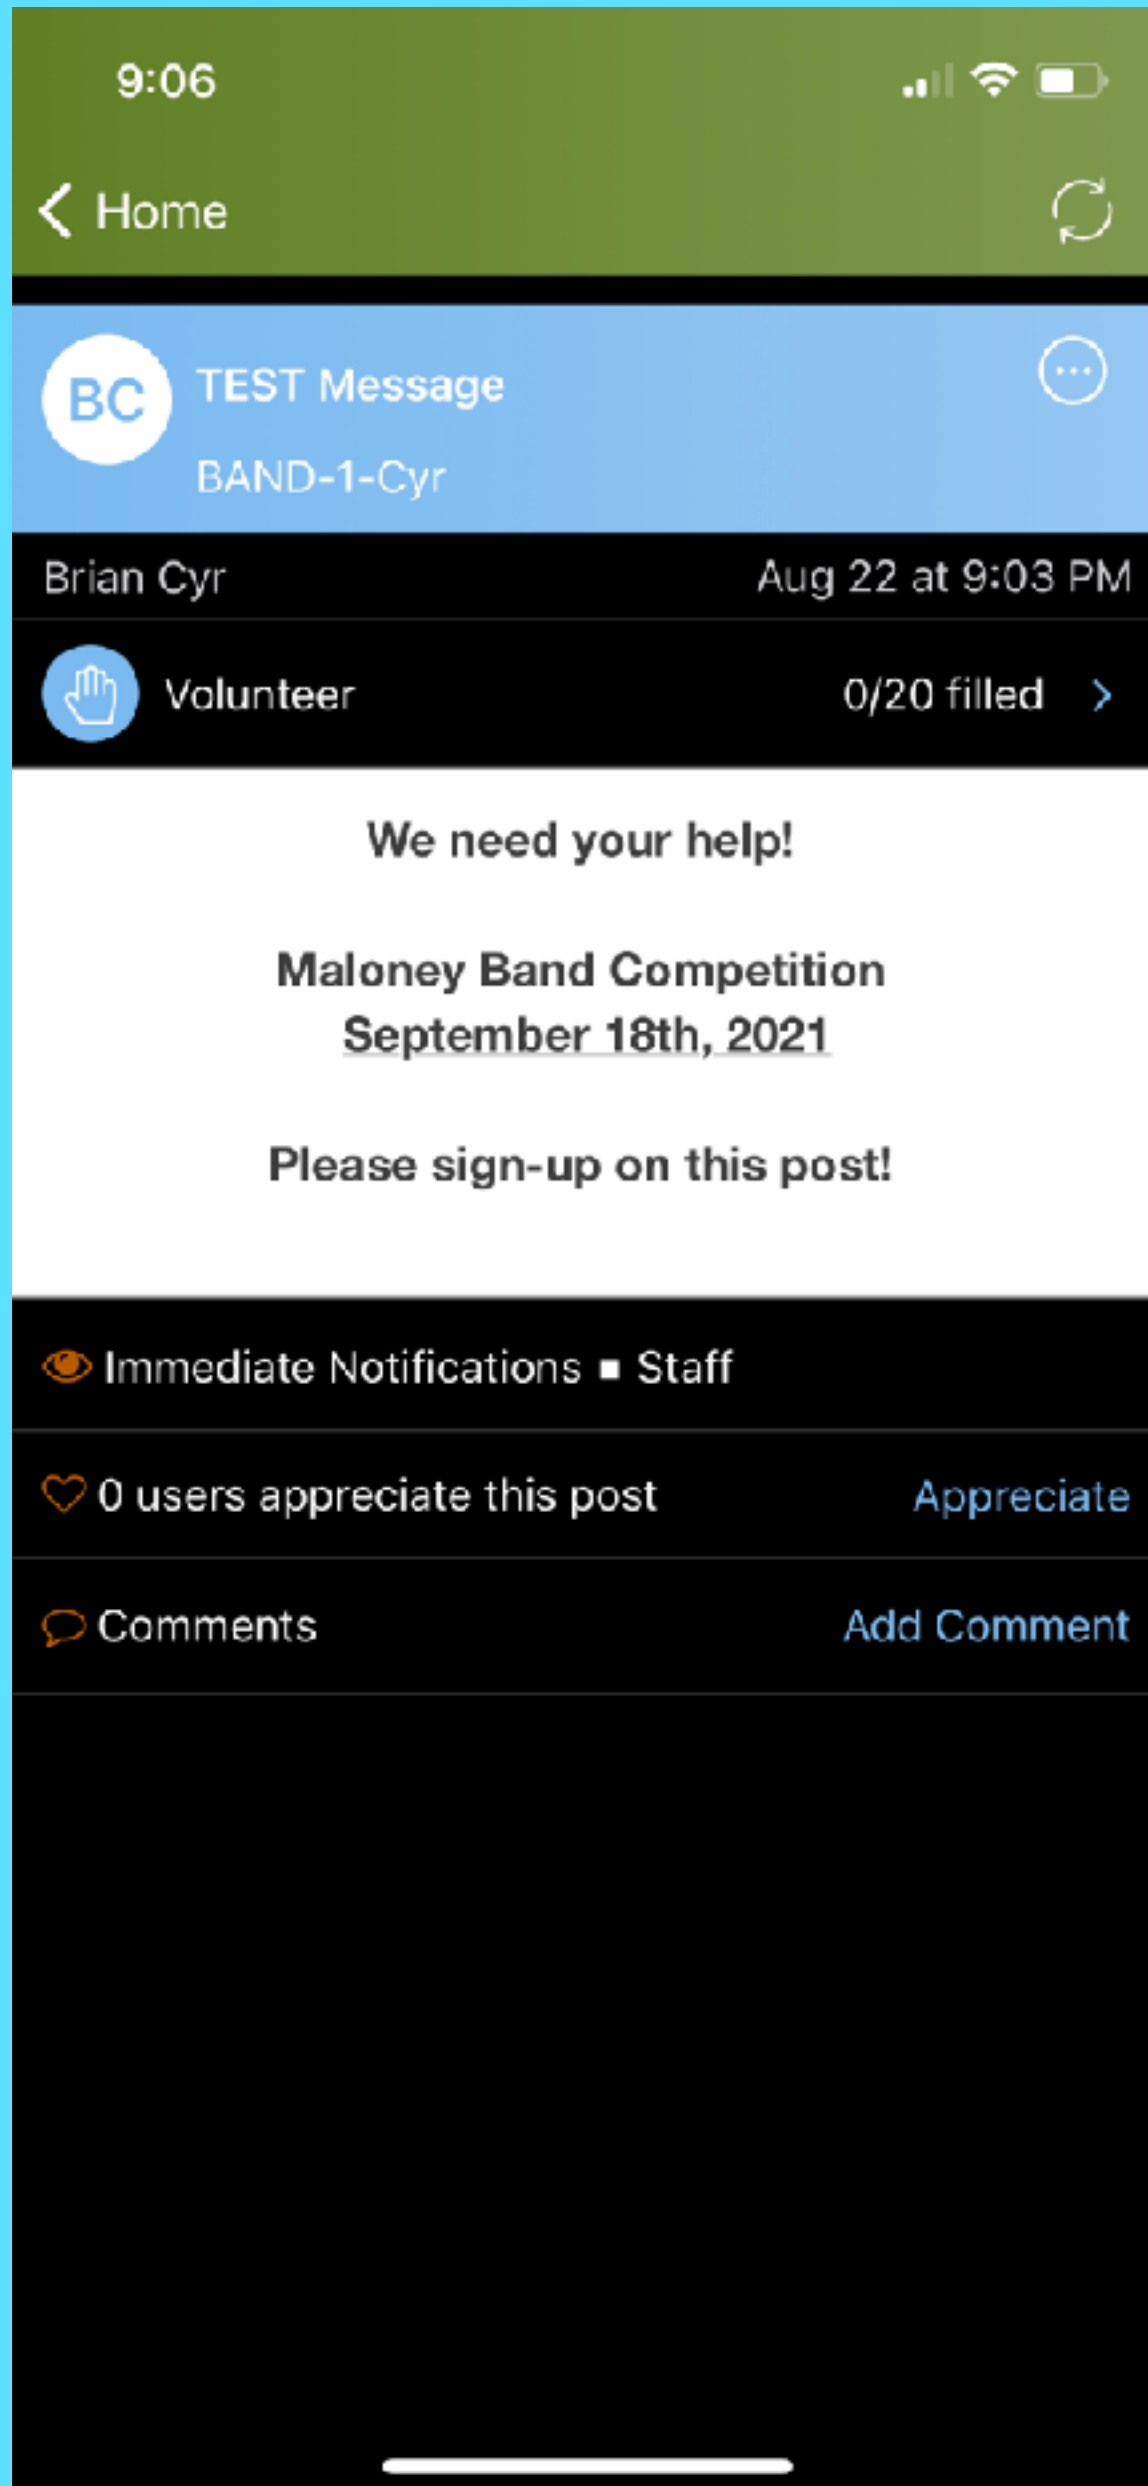 9:06
Home
BC
TEST Message
BAND-1-Cyr
Brian Cyr Aug 22 at 9:03 PM
Volunteer 0/20 filled
We need your help!
Maloney Band Competition
September 18th, 2021
Please sign-up on this post!
Immediate Notifications ▪ Staff
0 users appreciate this post Appreciate
Comments Add Comment